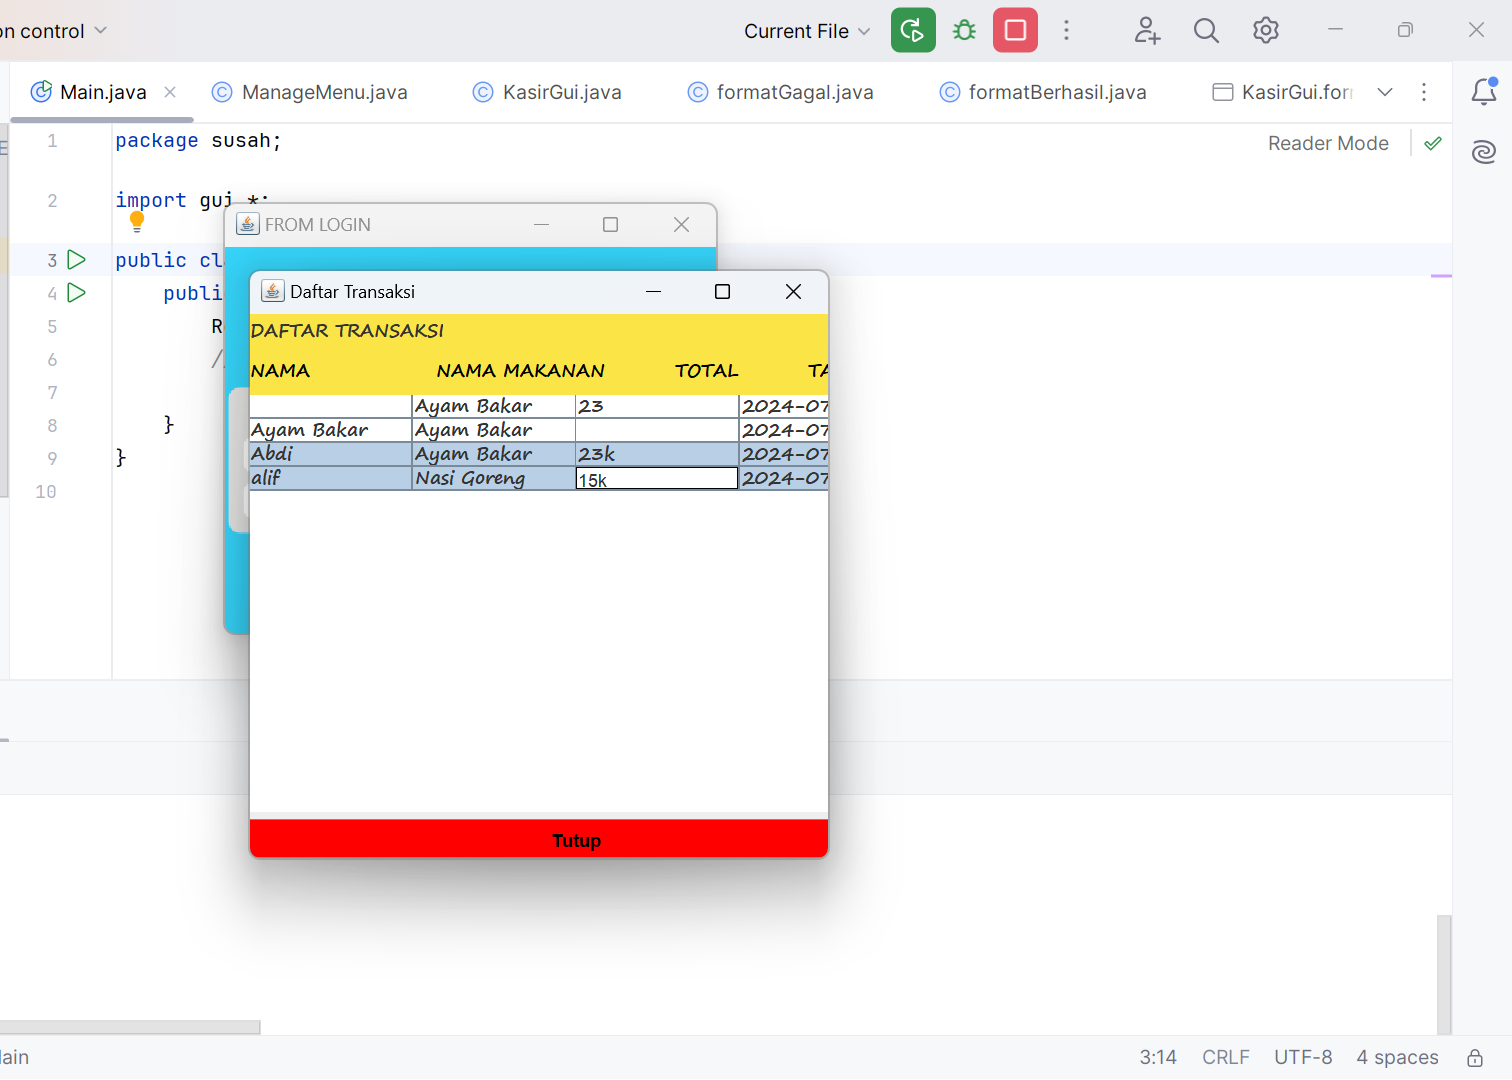 on control
Current File
Main.java
ManageMenu.java
KasirGui.java
formatGagal.java
formatBerhasil.java
KasirGui.for
Reader Mode
1 package susah;
2 import gui.*;
3 public cl
4 publi
5 R
6 /
7
8 }
9 }
10
FROM LOGIN
Daftar Transaksi
DAFTAR TRANSAKSI
NAMA NAMA MAKANAN TOTAL TA
Ayam Bakar 23 2024-07
Ayam Bakar Ayam Bakar 2024-07
Abdi Ayam Bakar 23k 2024-07
alif Nasi Goreng 15k 2024-07
Tutup
ain 3:14 CRLF UTF-8 4 spaces